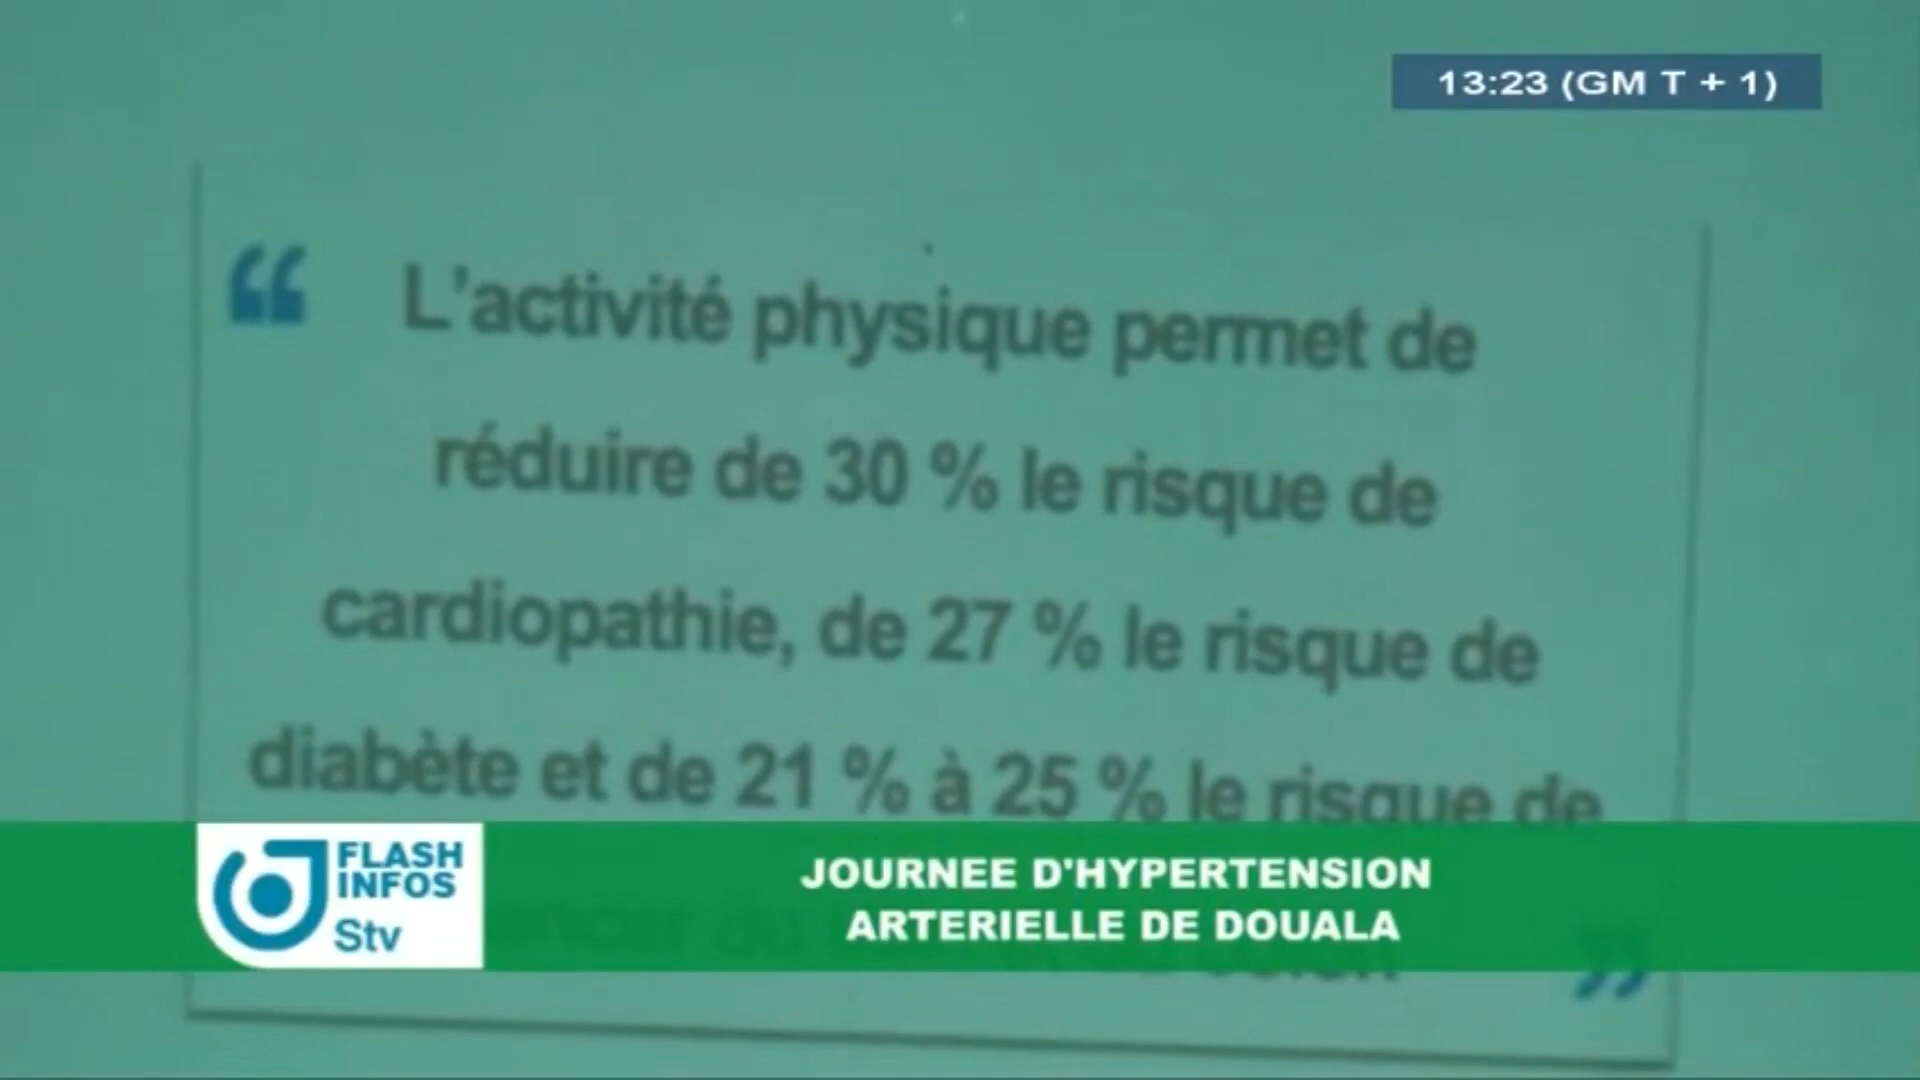 13:23 (GM T + 1)
“ L'activité physique permet de
réduire de 30 % le risque de
cardiopathie, de 27 % le risque de
diabète et de 21 % à 25 % le risque de
”
FLASH
INFOS
Stv
JOURNEE D'HYPERTENSION
ARTERIELLE DE DOUALA